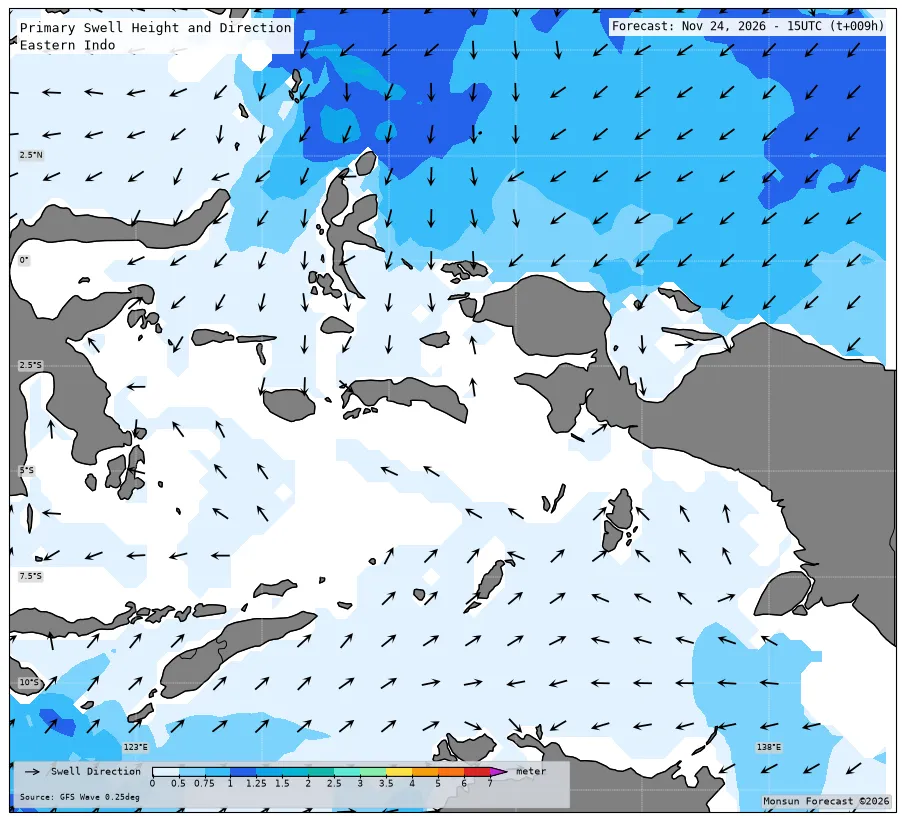 Primary Swell Height and Direction
Eastern Indo
Forecast: Nov 24, 2026 - 15UTC (t+009h)
2.5°N
0°
2.5°S
5°S
7.5°S
10°S
123°E
138°E
Swell Direction
0 0.5 0.75 1 1.25 1.5 2 2.5 3 3.5 4 5 6 7
meter
Source: GFS Wave 0.25deg
Monsun Forecast ©2026